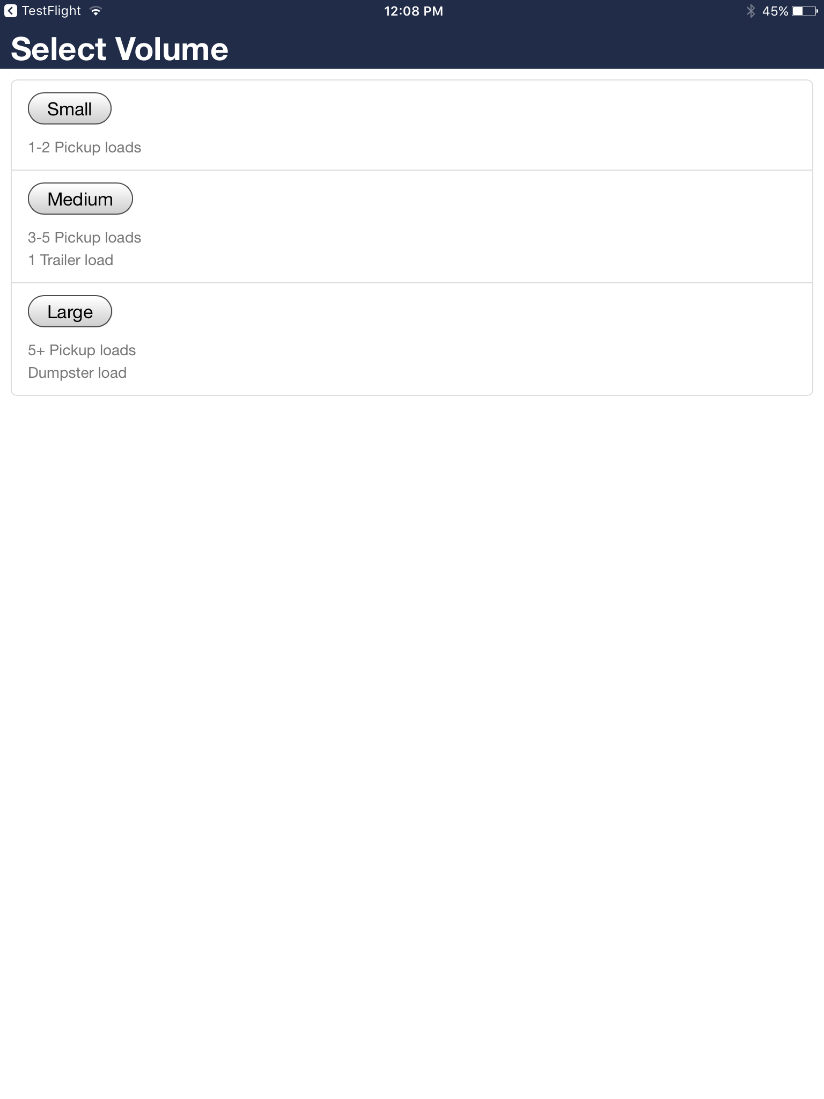 TestFlight
12:08 PM
45%
Select Volume
Small
1-2 Pickup loads
Medium
3-5 Pickup loads
1 Trailer load
Large
5+ Pickup loads
Dumpster load